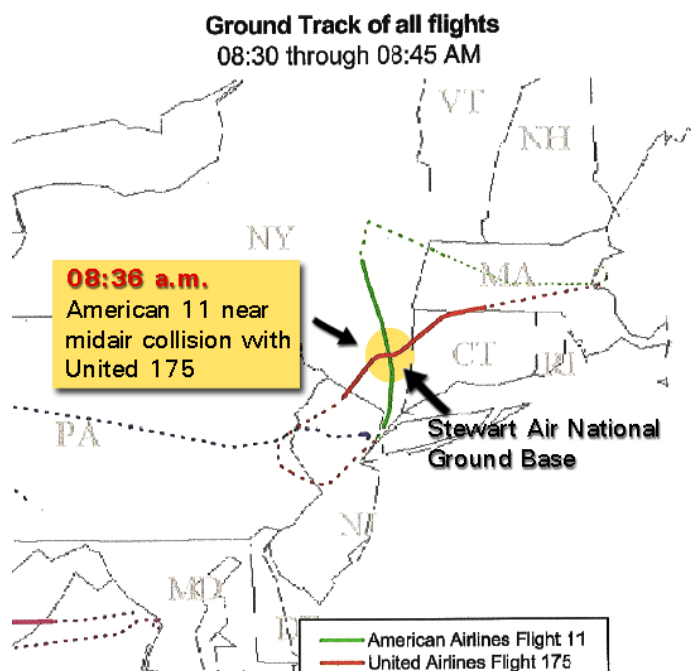 Ground Track of all flights
08:30 through 08:45 AM
VT
NH
NY
MA
08:36 a.m.
American 11 near
midair collision with
United 175
CT
RI
PA
Stewart Air National
Ground Base
NJ
MD
American Airlines Flight 11
United Airlines Flight 175